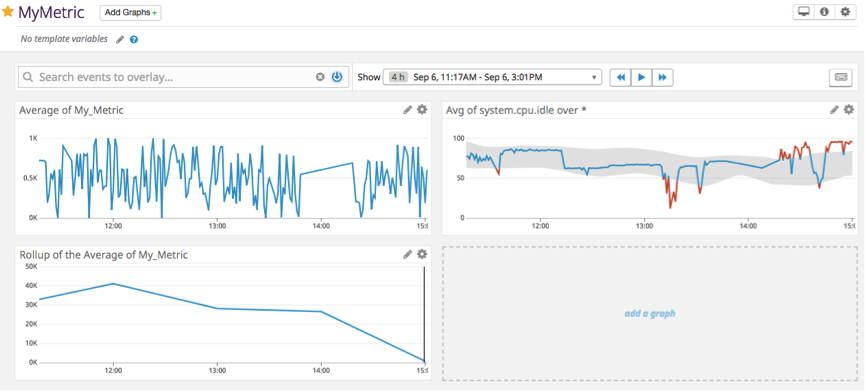 MyMetric Add Graphs+
No template variables
Search events to overlay... Show 4 h Sep 6, 11:17AM - Sep 6, 3:01PM
Average of My_Metric
1K
0.5K
0K
12:00 13:00 14:00 15:0
Avg of system.cpu.idle over *
100
50
0
12:00 13:00 14:00 15:0
Rollup of the Average of My_Metric
50K
40K
30K
20K
10K
0K
12:00 13:00 14:00 15:0
add a graph